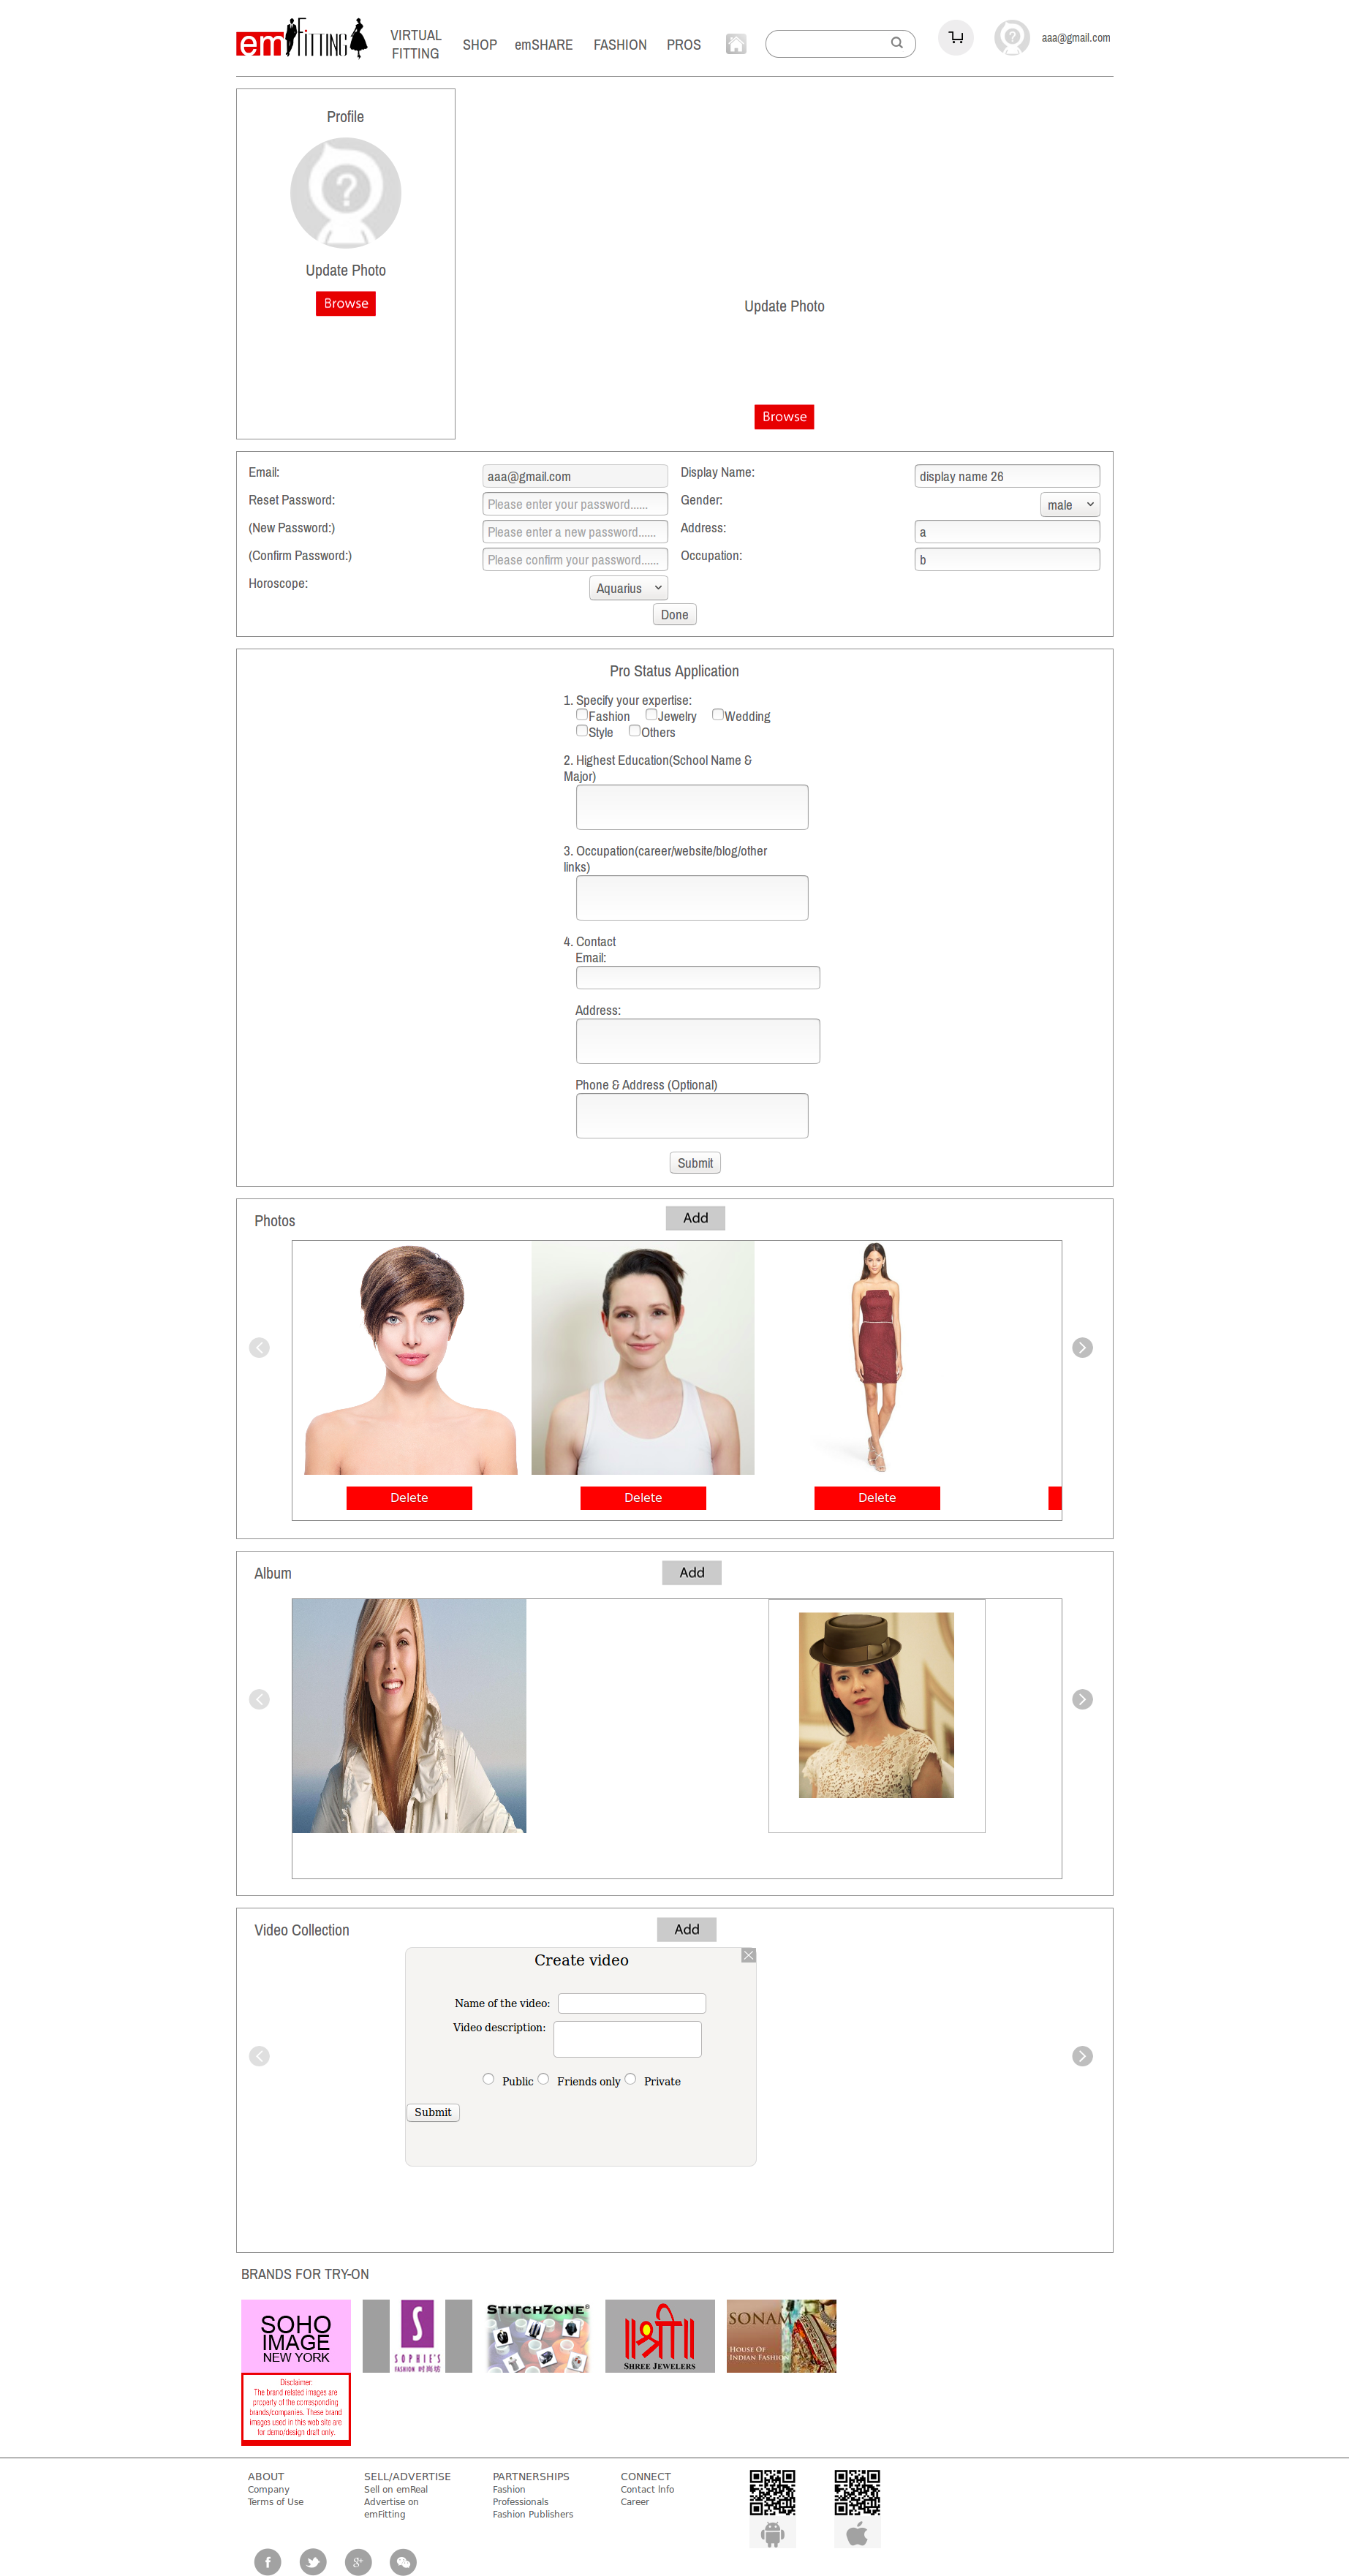 emFITTING
VIRTUAL
FITTING
SHOP
emSHARE
FASHION
PROS
aaa@gmail.com
Profile
Update Photo
Browse
Update Photo
Browse
Email:
aaa@gmail.com
Display Name:
display name 26
Reset Password:
Please enter your password......
Gender:
male
(New Password:)
Please enter a new password......
Address:
a
(Confirm Password:)
Please confirm your password......
Occupation:
b
Horoscope:
Aquarius
Done
Pro Status Application
1. Specify your expertise:
Fashion Jewelry Wedding
Style Others
2. Highest Education(School Name &
Major)
3. Occupation(career/website/blog/other
links)
4. Contact
Email:
Address:
Phone & Address (Optional)
Submit
Photos
Add
Delete
Delete
Delete
Album
Add
Video Collection
Add
Create video
Name of the video:
Video description:
Public Friends only Private
Submit
BRANDS FOR TRY-ON
SOHO
IMAGE
NEW YORK
S
SOPHIE'S
FASHION 时尚坊
STITCHZONE®
॥श्री॥
SHREE JEWELERS
SONAM
HOUSE OF
INDIAN FASHION
Disclaimer:
The brand related images are
property of the corresponding
brands/companies. These brand
images used in this web site are
for demo/design draft only.
ABOUT
Company
Terms of Use
SELL/ADVERTISE
Sell on emReal
Advertise on
emFitting
PARTNERSHIPS
Fashion
Professionals
Fashion Publishers
CONNECT
Contact Info
Career